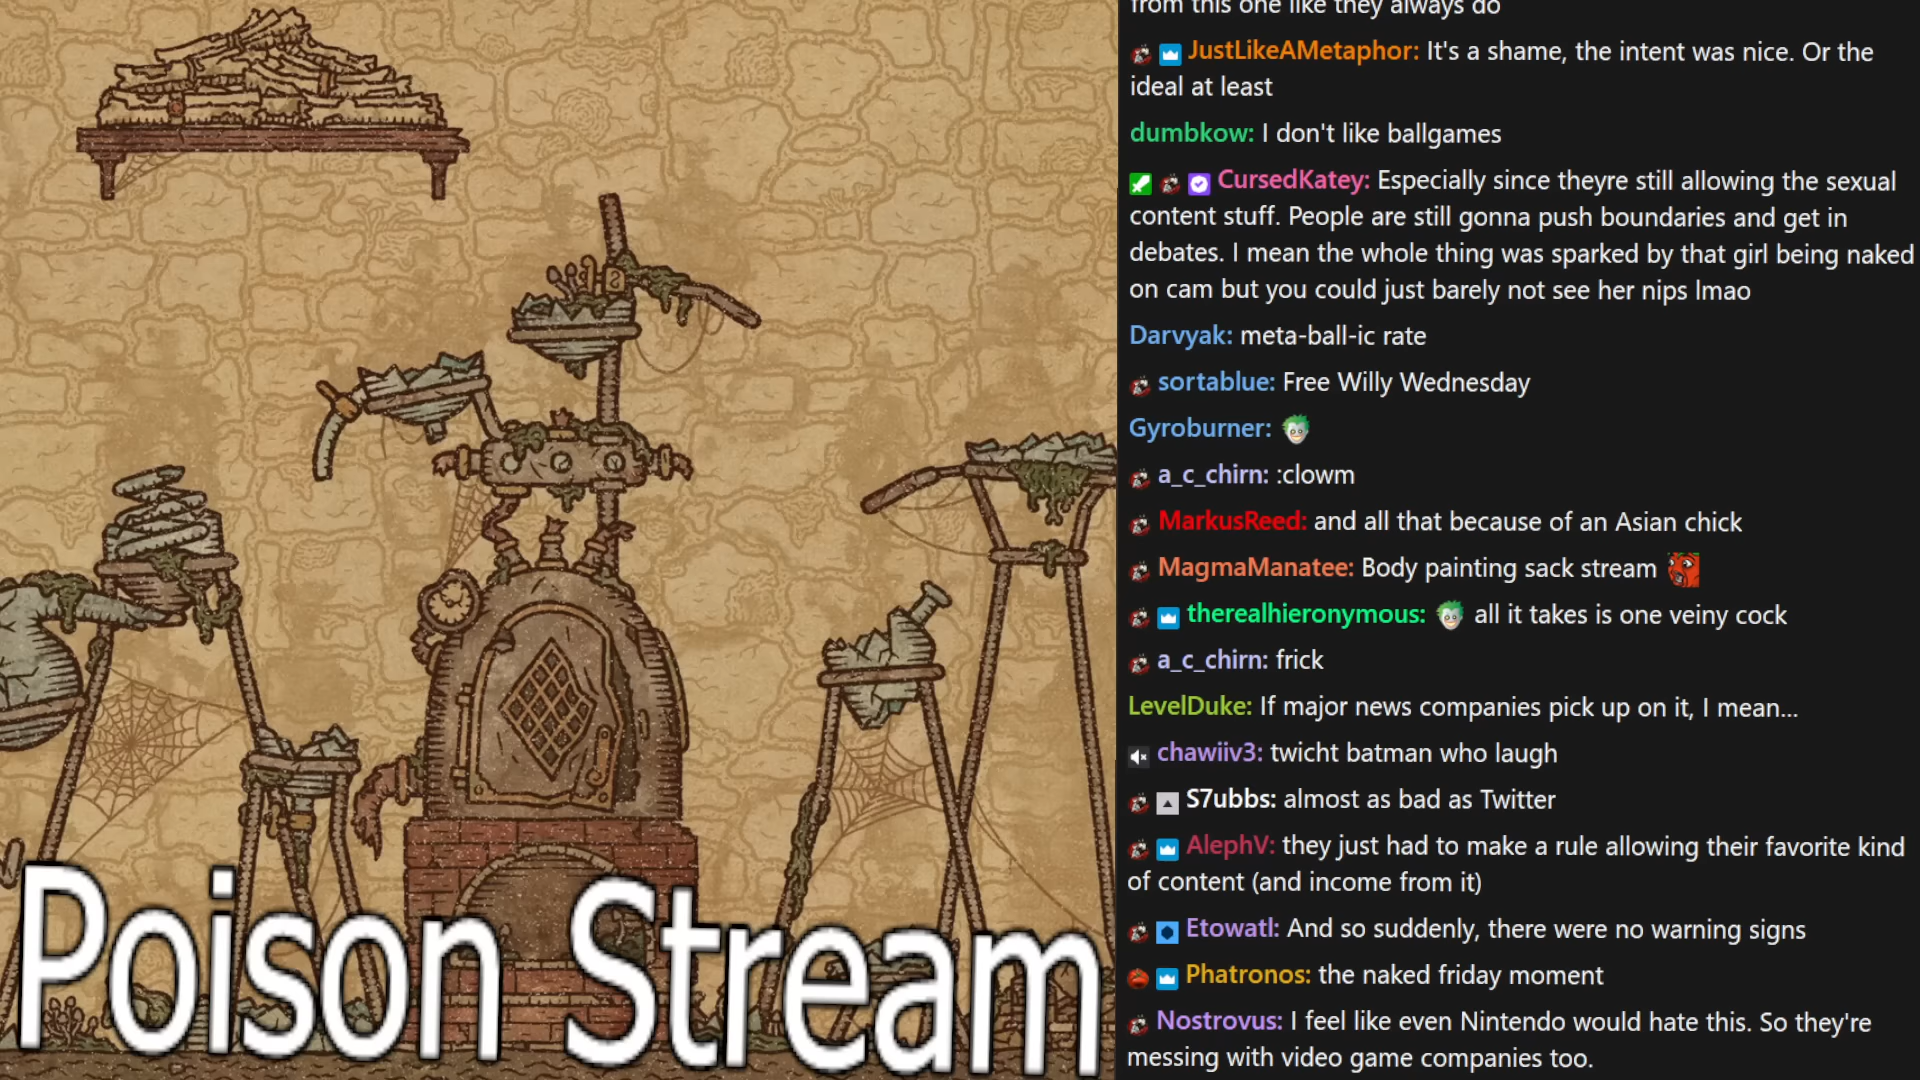 from this one like they always do
JustLikeAMetaphor: It's a shame, the intent was nice. Or the
ideal at least
dumbkow: I don't like ballgames
CursedKatey: Especially since theyre still allowing the sexual
content stuff. People are still gonna push boundaries and get in
debates. I mean the whole thing was sparked by that girl being naked
on cam but you could just barely not see her nips lmao
Darvyak: meta-ball-ic rate
sortablue: Free Willy Wednesday
Gyroburner:
a_c_chirn: :clowm
MarkusReed: and all that because of an Asian chick
MagmaManatee: Body painting sack stream
therealhieronymous: all it takes is one veiny cock
a_c_chirn: frick
LevelDuke: If major news companies pick up on it, I mean...
chawiiv3: twicht batman who laugh
S7ubbs: almost as bad as Twitter
AlephV: they just had to make a rule allowing their favorite kind
of content (and income from it)
Etowatl: And so suddenly, there were no warning signs
Phatronos: the naked friday moment
Nostrovus: I feel like even Nintendo would hate this. So they're
messing with video game companies too.
Poison Stream